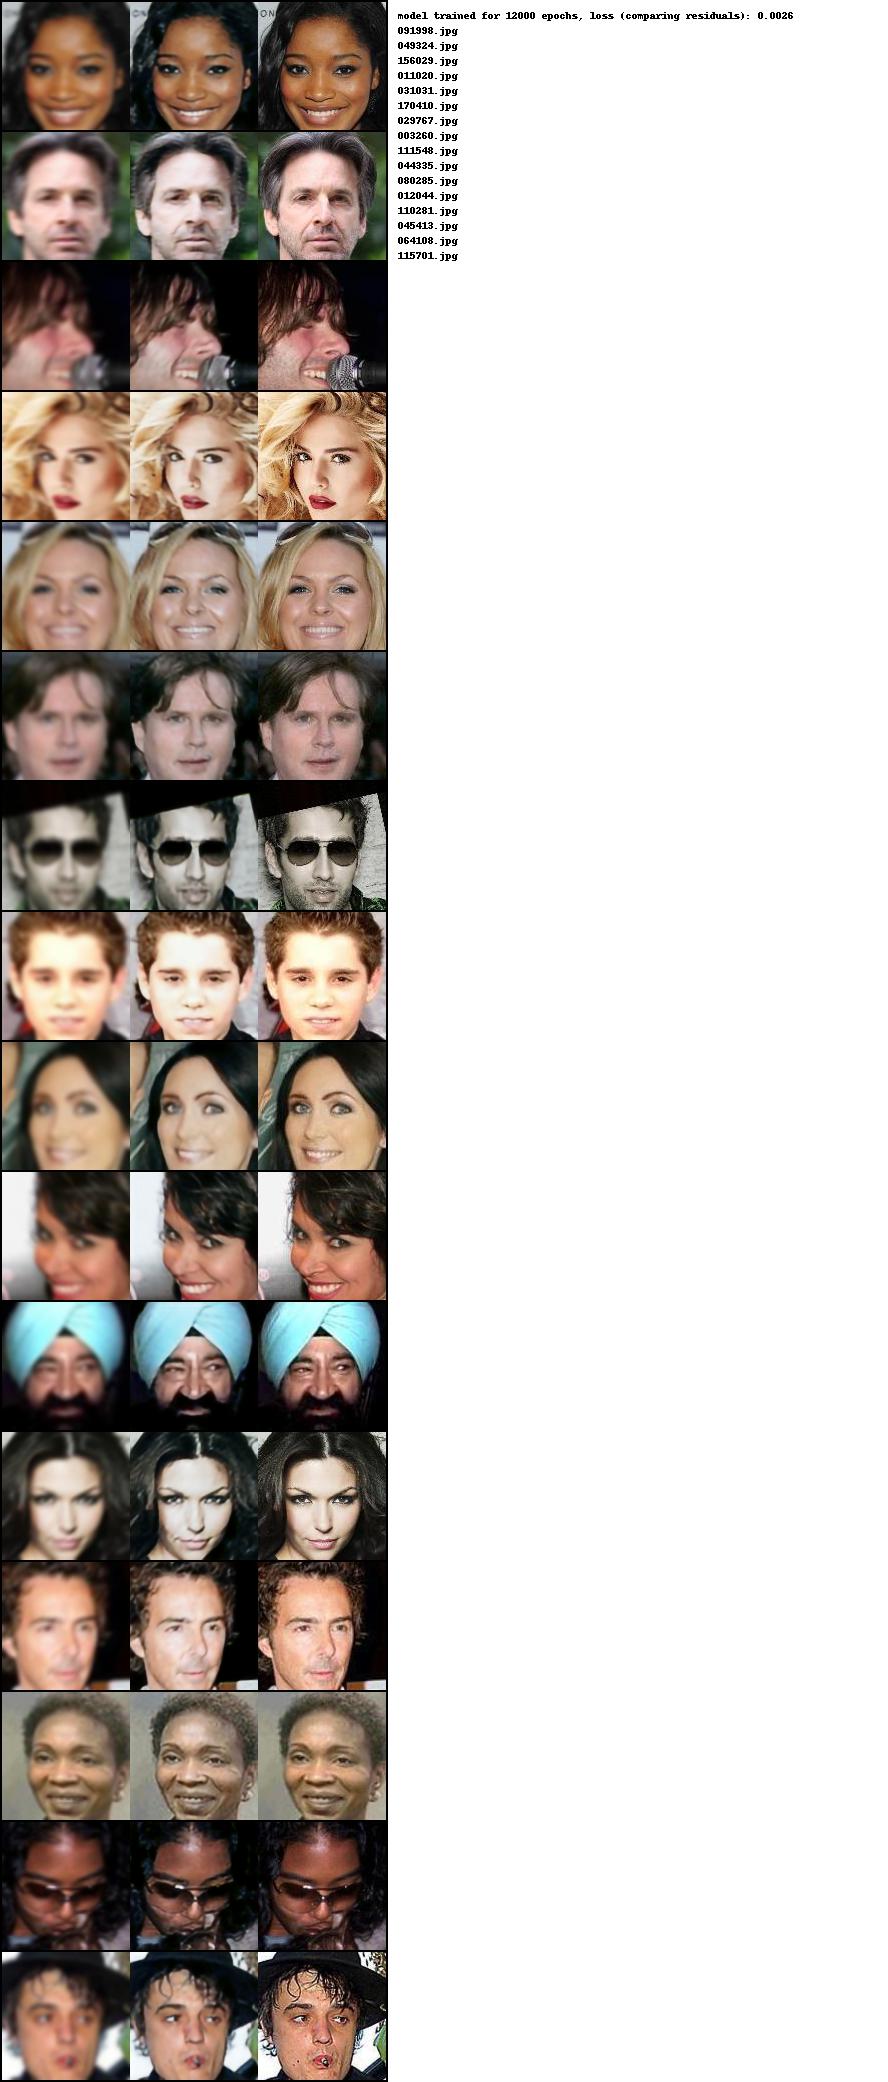 model trained for 12000 epochs, loss (comparing residuals): 0.0026
091998.jpg
049324.jpg
156029.jpg
011020.jpg
031031.jpg
170410.jpg
029767.jpg
003260.jpg
111548.jpg
044335.jpg
080285.jpg
012044.jpg
110281.jpg
045413.jpg
064108.jpg
115701.jpg